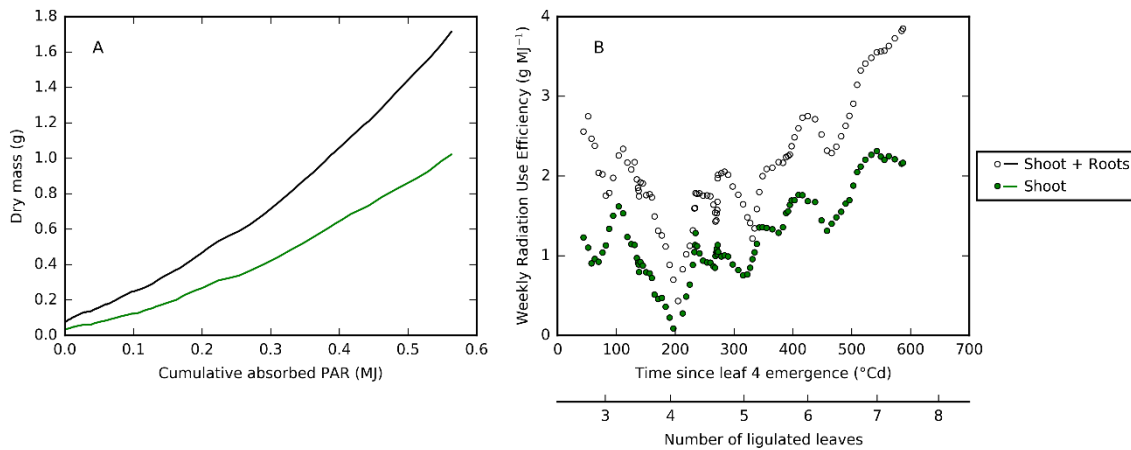 A
Dry mass (g)
1.8
1.6
1.4
1.2
1.0
0.8
0.6
0.4
0.2
0.0
0.0 0.1 0.2 0.3 0.4 0.5 0.6
Cumulative absorbed PAR (MJ)
B
Weekly Radiation Use Efficiency (g MJ⁻¹)
4
3
2
1
0
0 100 200 300 400 500 600 700
Time since leaf 4 emergence (°Cd)
3 4 5 6 7 8
Number of ligulated leaves
Shoot + Roots
Shoot